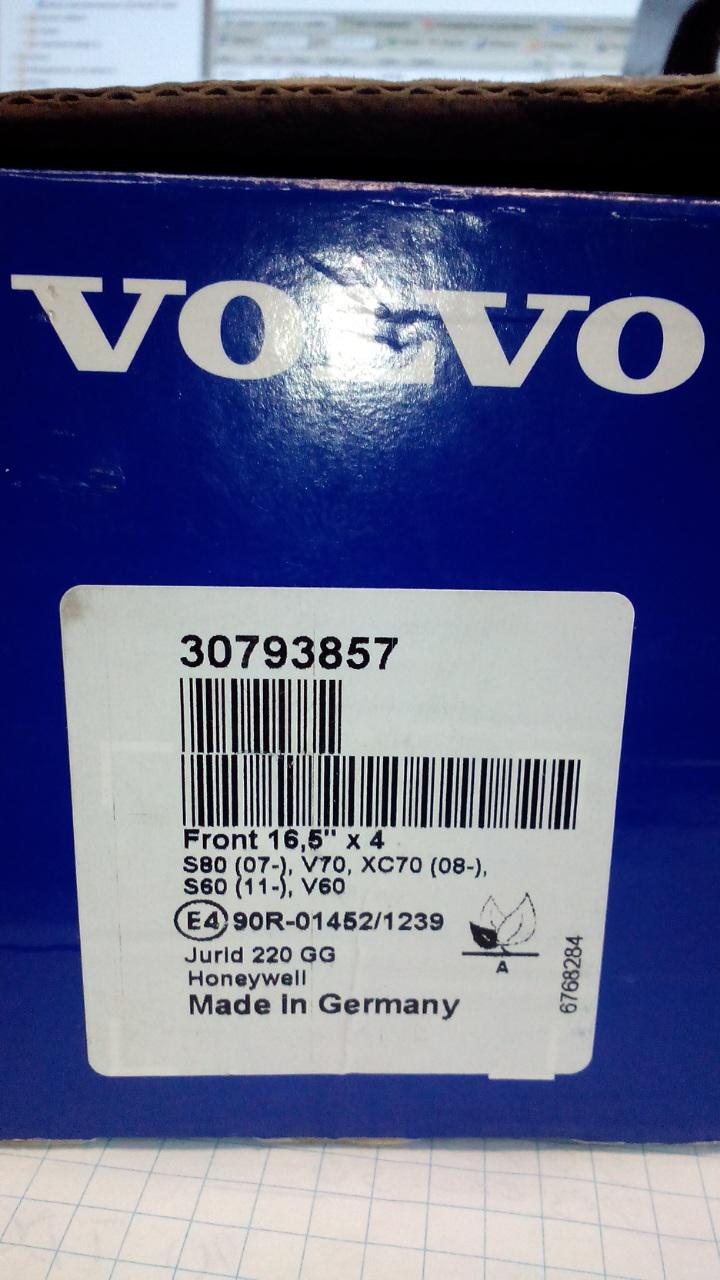 VOLVO
30793857
Front 16,5" x 4
S80 (07-), V70, XC70 (08-),
S60 (11-), V60
E4 90R-01452/1239
Jurid 220 GG
Honeywell
Made In Germany
A
6768284